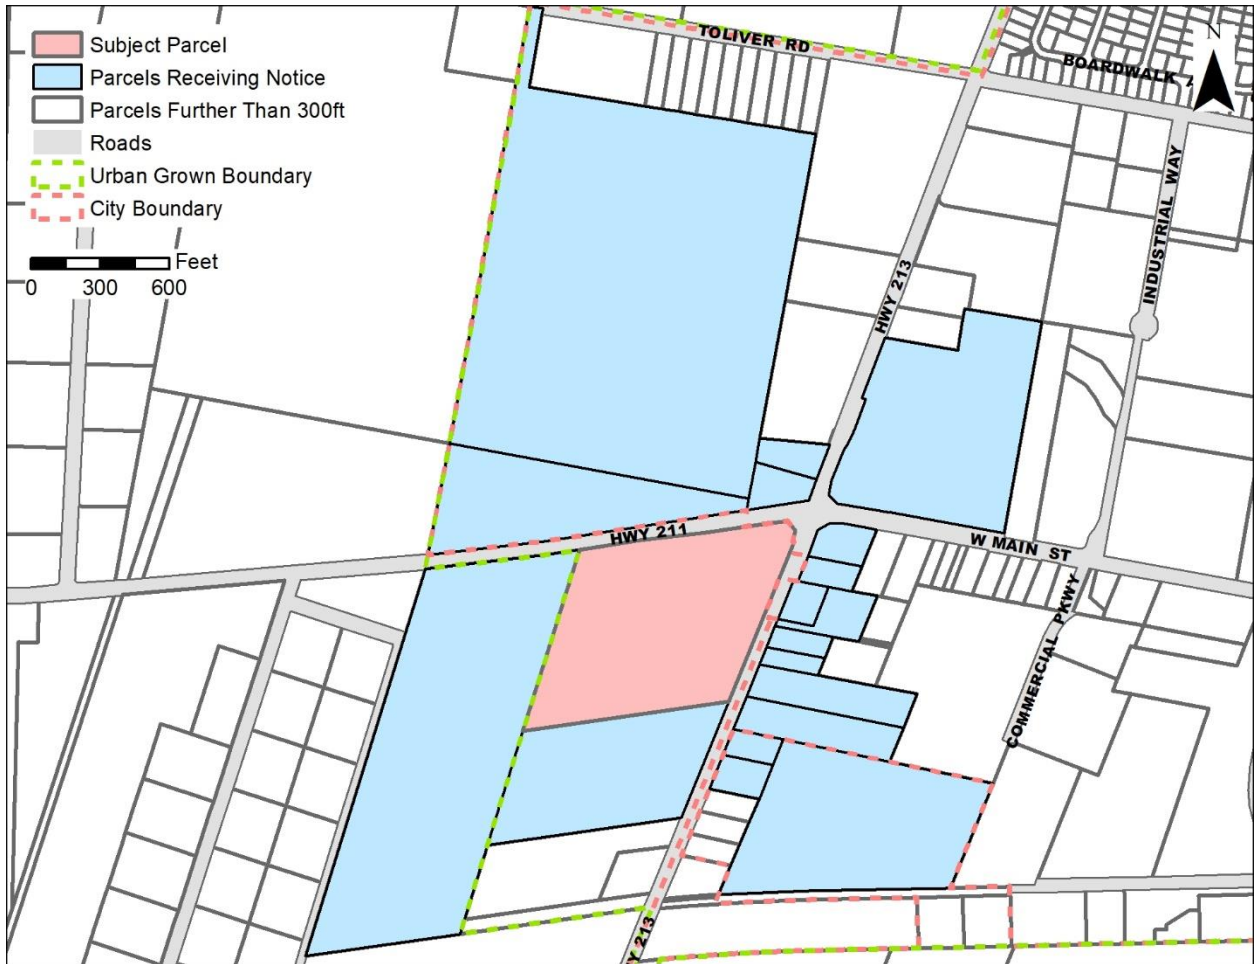 Subject Parcel
Parcels Receiving Notice
Parcels Further Than 300ft
Roads
Urban Grown Boundary
City Boundary
Feet
0 300 600
TOLIVER RD
N
BOARDWALK
INDUSTRIAL WAY
HWY 213
HWY 211
W MAIN ST
COMMERCIAL PKWY
Y 213